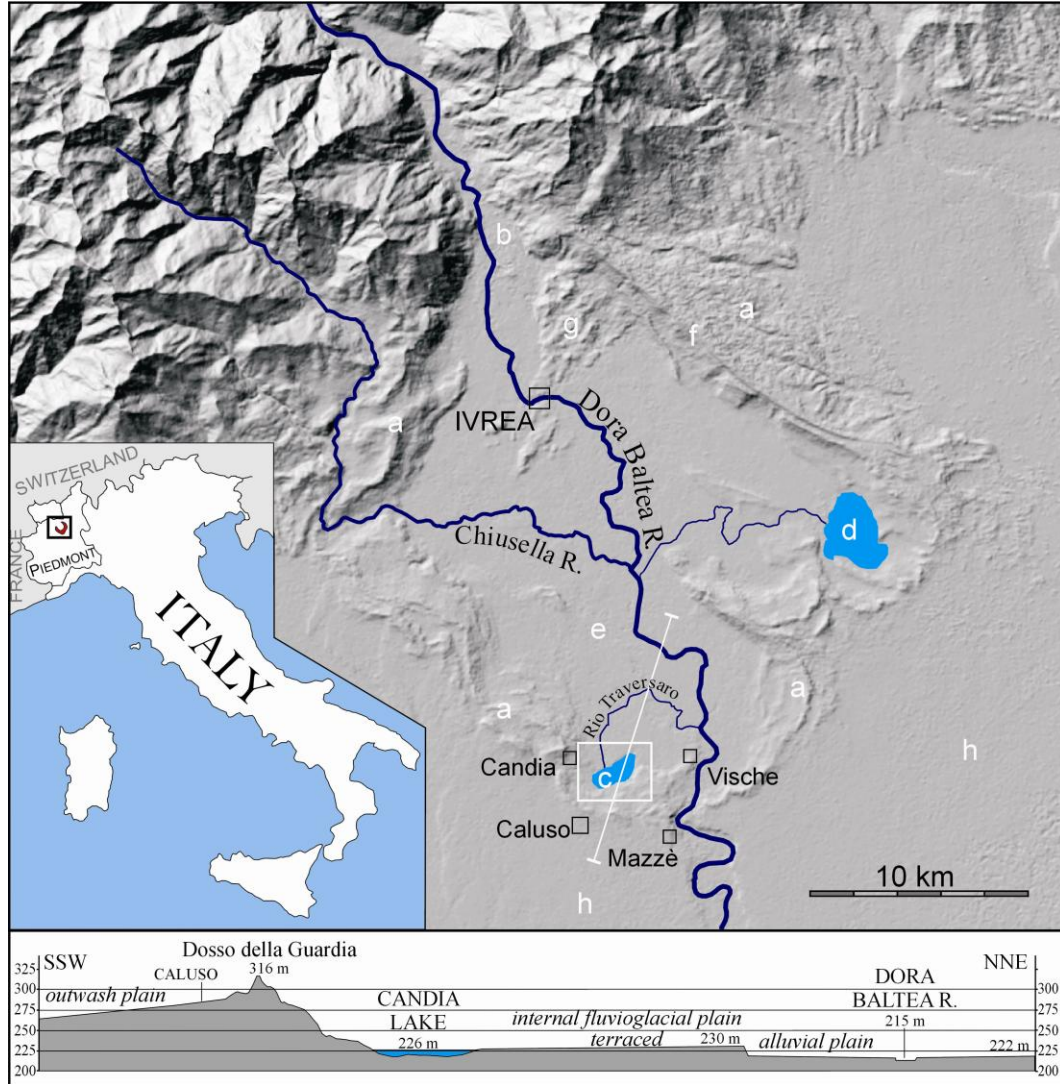 b
g
f
a
a
IVREA
Dora Baltea R.
d
Chiusella R.
e
a
a
Rio Traversaro
h
Candia
c
Vische
Caluso
Mazzè
h
10 km
SWITZERLAND
FRANCE
PIEDMONT
ITALY
SSW
Dosso della Guardia
316 m
NNE
325
CALUSO
DORA
300
outwash plain
CANDIA
BALTEA R.
300
275
LAKE
internal fluvioglacial plain
215 m
275
250
226 m
terraced
230 m
alluvial plain
222 m
250
225
225
200
200